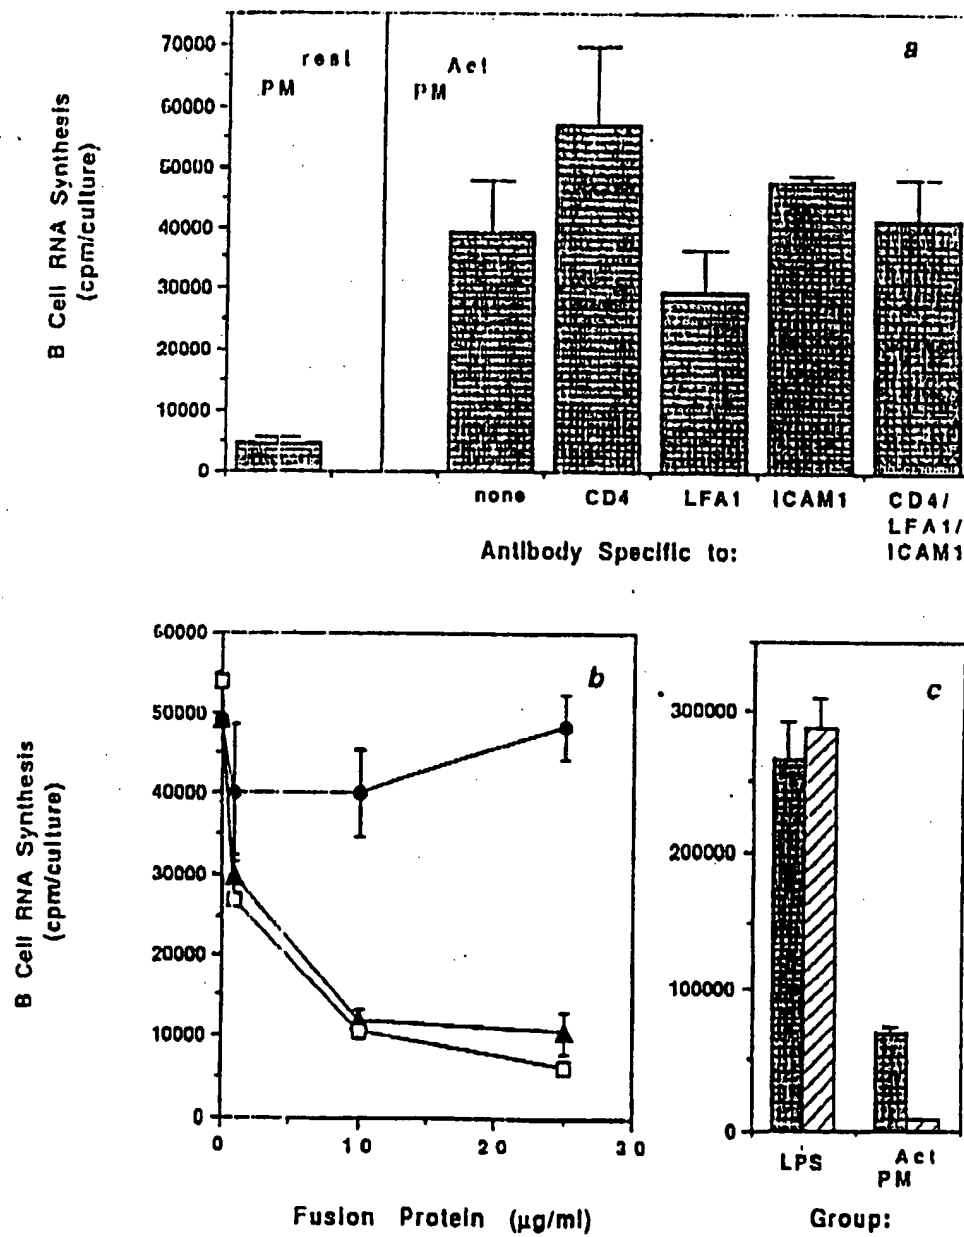 a
70000
60000
50000
40000
30000
20000
10000
0
B Cell RNA Synthesis
(cpm/culture)
PM rest
PM Act
none CD4 LFA1 ICAM1 CD4/
LFA1/
ICAM1
Antibody Specific to:
b
60000
50000
40000
30000
20000
10000
0
B Cell RNA Synthesis
(cpm/culture)
0 10 20 30
Fusion Protein (µg/ml)
c
300000
200000
100000
0
LPS PM Act
Group: